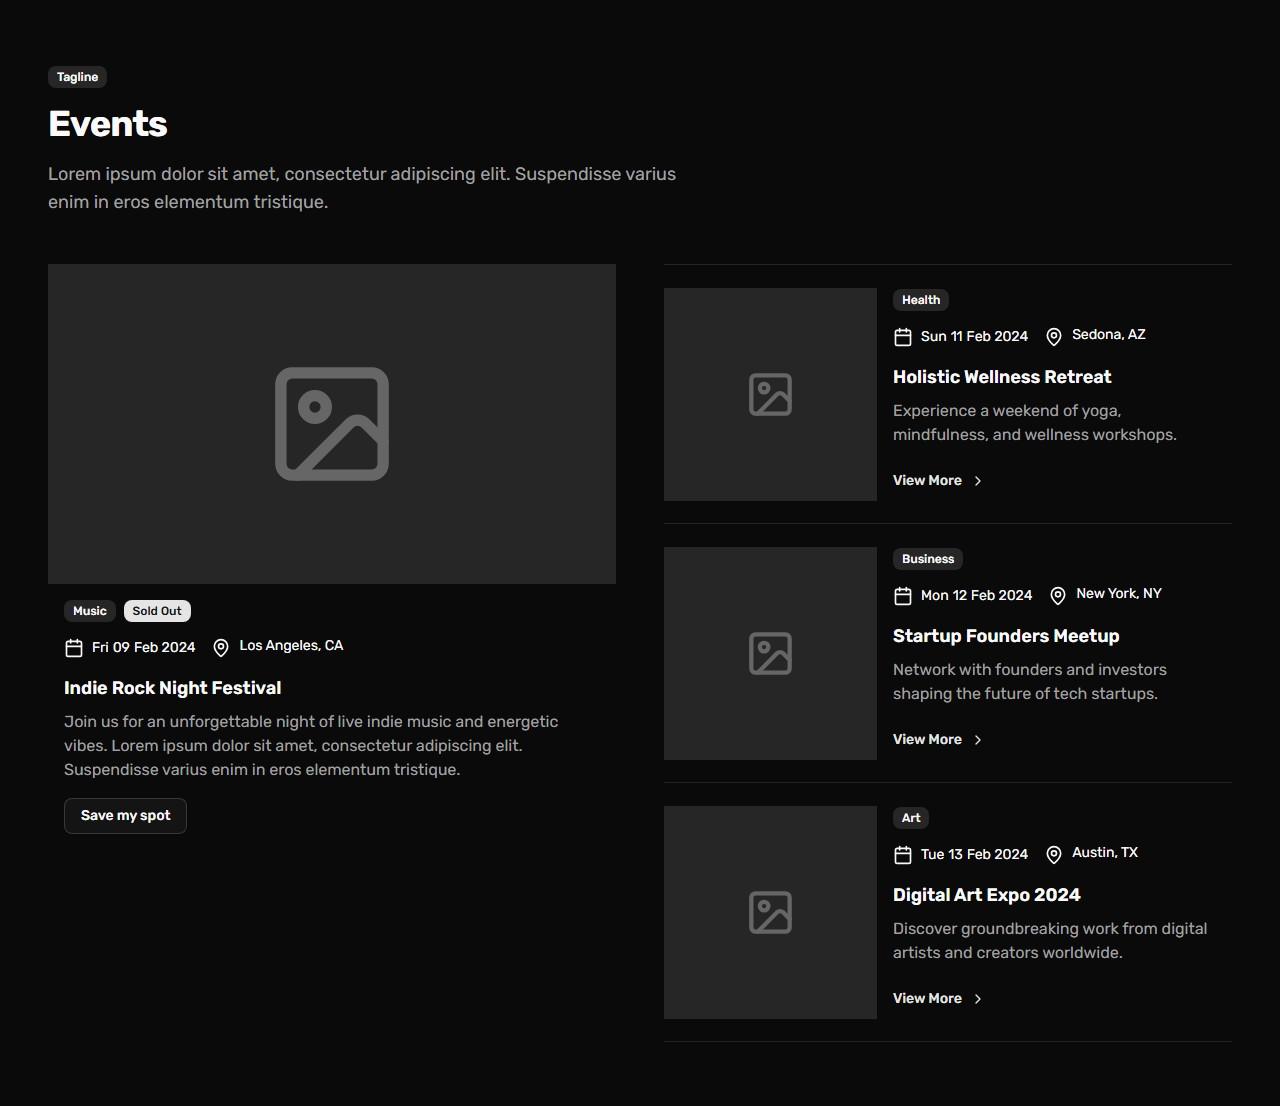 Tagline
Events
Lorem ipsum dolor sit amet, consectetur adipiscing elit. Suspendisse varius
enim in eros elementum tristique.
Music Sold Out
Fri 09 Feb 2024 Los Angeles, CA
Indie Rock Night Festival
Join us for an unforgettable night of live indie music and energetic
vibes. Lorem ipsum dolor sit amet, consectetur adipiscing elit.
Suspendisse varius enim in eros elementum tristique.
Save my spot
Health
Sun 11 Feb 2024 Sedona, AZ
Holistic Wellness Retreat
Experience a weekend of yoga,
mindfulness, and wellness workshops.
View More
Business
Mon 12 Feb 2024 New York, NY
Startup Founders Meetup
Network with founders and investors
shaping the future of tech startups.
View More
Art
Tue 13 Feb 2024 Austin, TX
Digital Art Expo 2024
Discover groundbreaking work from digital
artists and creators worldwide.
View More